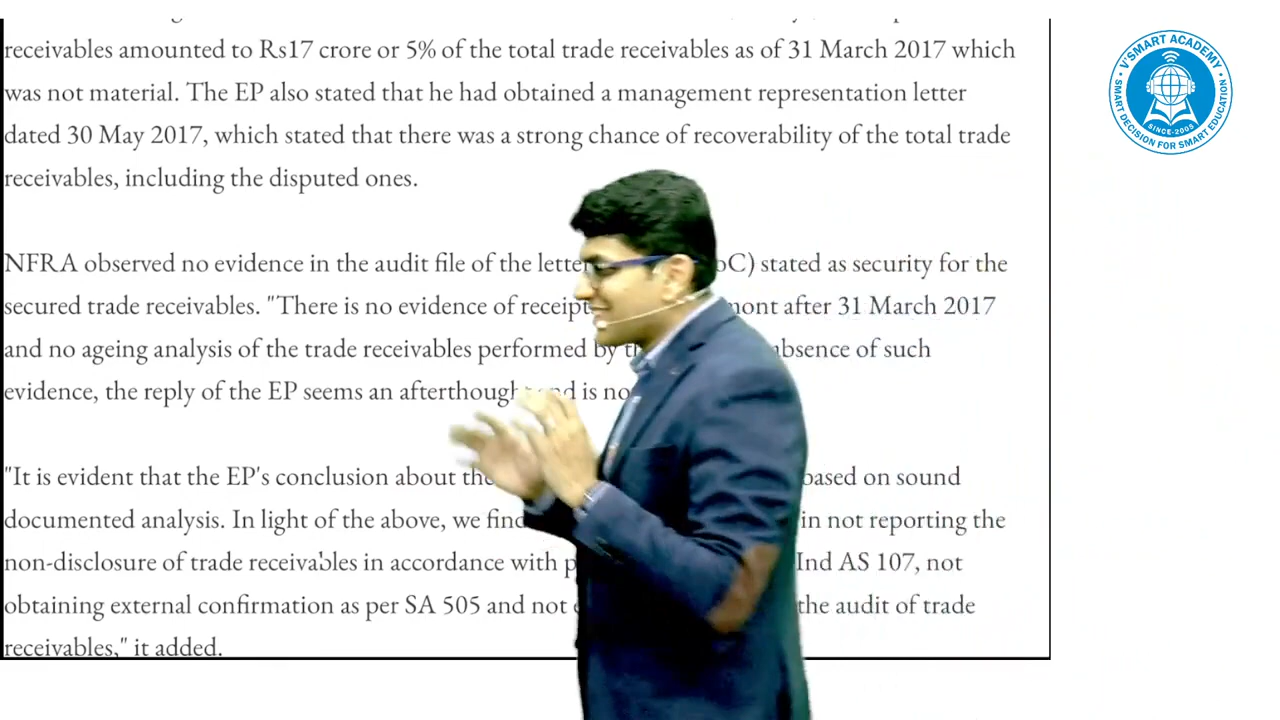 receivables amounted to Rs17 crore or 5% of the total trade receivables as of 31 March 2017 which
was not material. The EP also stated that he had obtained a management representation letter
dated 30 May 2017, which stated that there was a strong chance of recoverability of the total trade
receivables, including the disputed ones.
NFRA observed no evidence in the audit file of the lette oC) stated as security for the
secured trade receivables. "There is no evidence of receipt mont after 31 March 2017
and no ageing analysis of the trade receivables performed by absence of such
evidence, the reply of the EP seems an afterthought and is no
"It is evident that the EP's conclusion about the based on sound
documented analysis. In light of the above, we find in not reporting the
non-disclosure of trade receivables in accordance with p Ind AS 107, not
obtaining external confirmation as per SA 505 and not the audit of trade
receivables," it added.
V'SMART ACADEMY
SINCE-2009
SMART DECISION FOR SMART EDUCATION